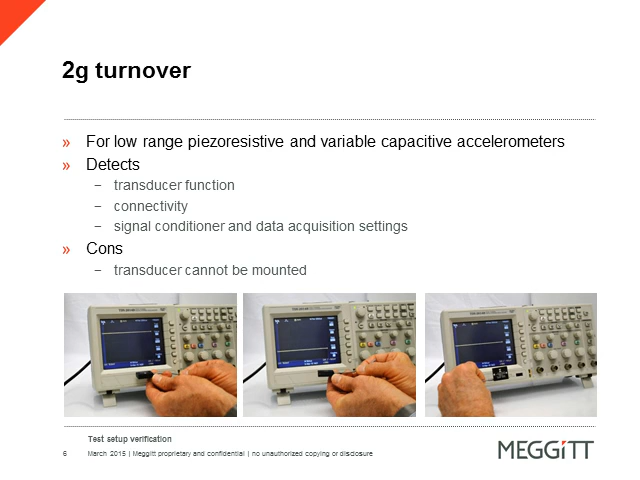 2g turnover
» For low range piezoresistive and variable capacitive accelerometers
» Detects
– transducer function
– connectivity
– signal conditioner and data acquisition settings
» Cons
– transducer cannot be mounted
Test setup verification
6 March 2015 | Meggitt proprietary and confidential | no unauthorized copying or disclosure
MEGGiTT